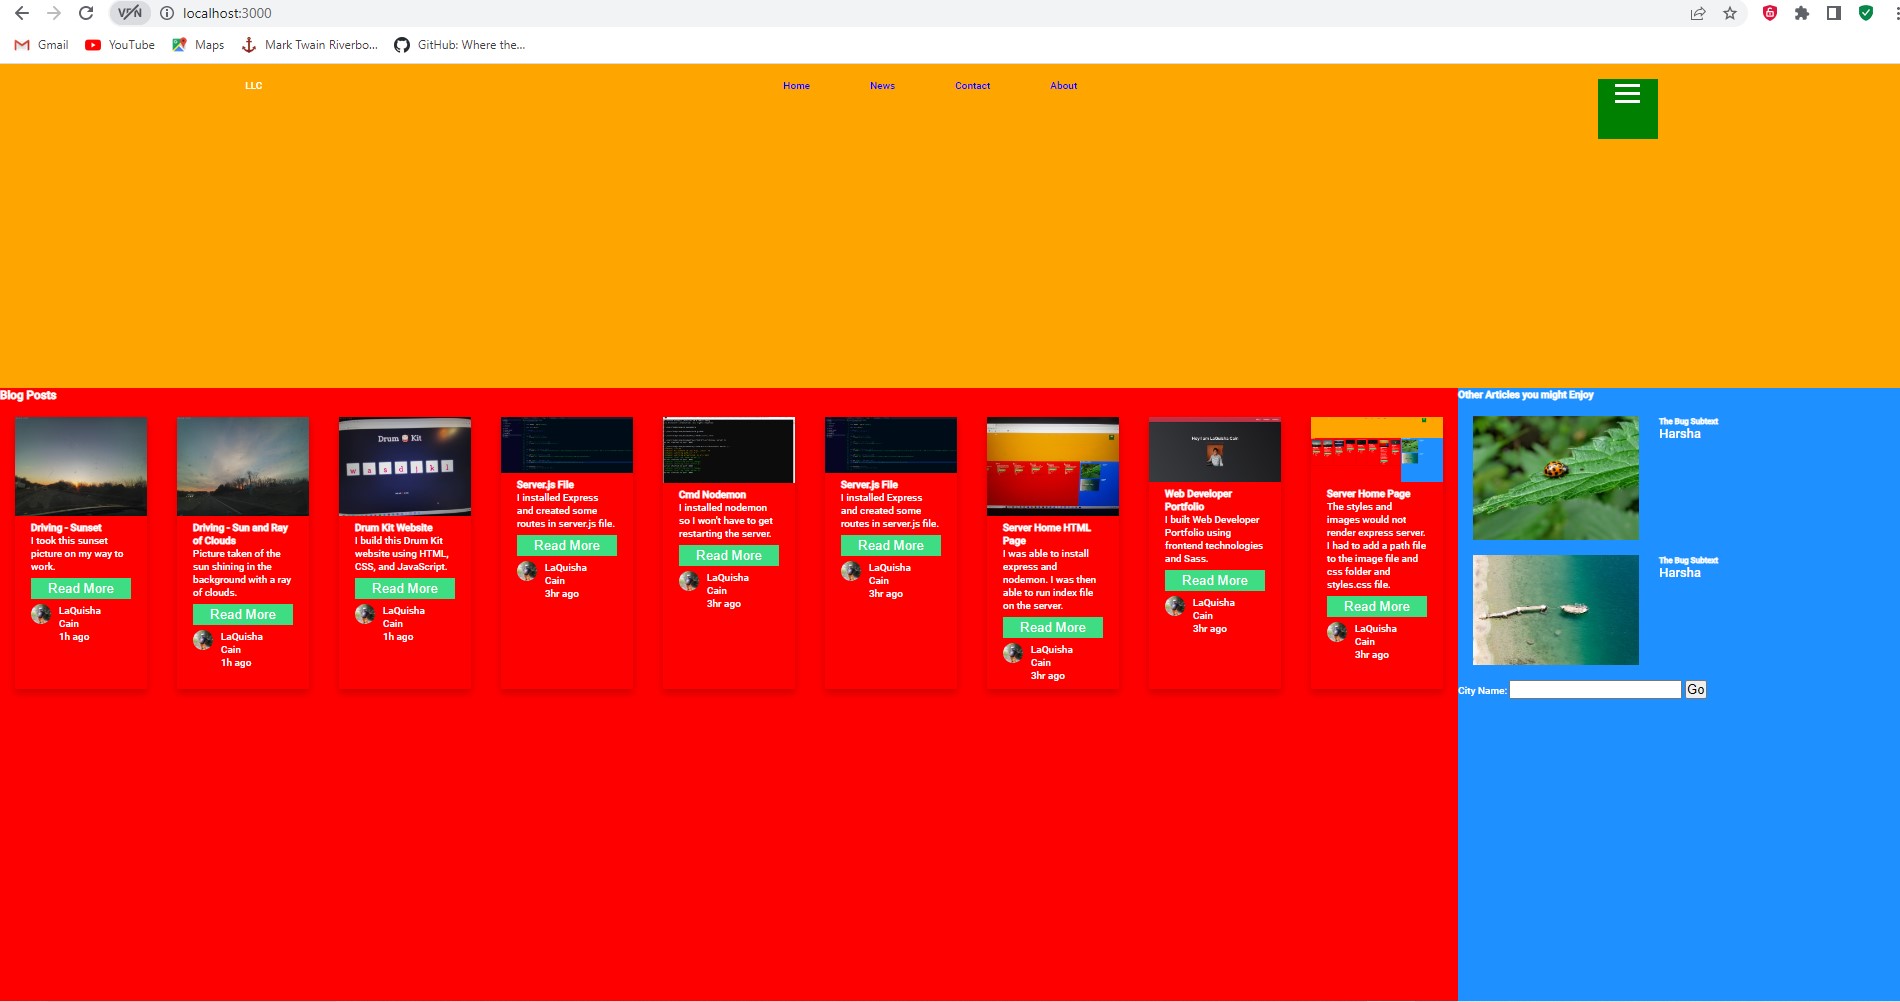 VPN
localhost:3000
Gmail
YouTube
Maps
Mark Twain Riverbo...
GitHub: Where the...
LLC
Home
News
Contact
About
Blog Posts
Driving - Sunset
I took this sunset
picture on my way to
work.
Read More
LaQuisha
Cain
1h ago
Driving - Sun and Ray
of Clouds
Picture taken of the
sun shining in the
background with a ray
of clouds.
Read More
LaQuisha
Cain
1h ago
Drum Kit
w a s d j k l
Drum Kit Website
I build this Drum Kit
website using HTML,
CSS, and JavaScript.
Read More
LaQuisha
Cain
1h ago
Server.js File
I installed Express
and created some
routes in server.js file.
Read More
LaQuisha
Cain
3hr ago
Cmd Nodemon
I installed nodemon
so I won't have to get
restarting the server.
Read More
LaQuisha
Cain
3hr ago
Server.js File
I installed Express
and created some
routes in server.js file.
Read More
LaQuisha
Cain
3hr ago
Server Home HTML
Page
I was able to install
express and
nodemon. I was then
able to run index file
on the server.
Read More
LaQuisha
Cain
3hr ago
Hey I am LaQuisha Cain
Web Developer
Portfolio
I built Web Developer
Portfolio using
frontend technologies
and Sass.
Read More
LaQuisha
Cain
3hr ago
Server Home Page
The styles and
images would not
render express server.
I had to add a path file
to the image file and
css folder and
styles.css file.
Read More
LaQuisha
Cain
3hr ago
Other Articles you might Enjoy
The Bug Subtext
Harsha
The Bug Subtext
Harsha
City Name:
Go